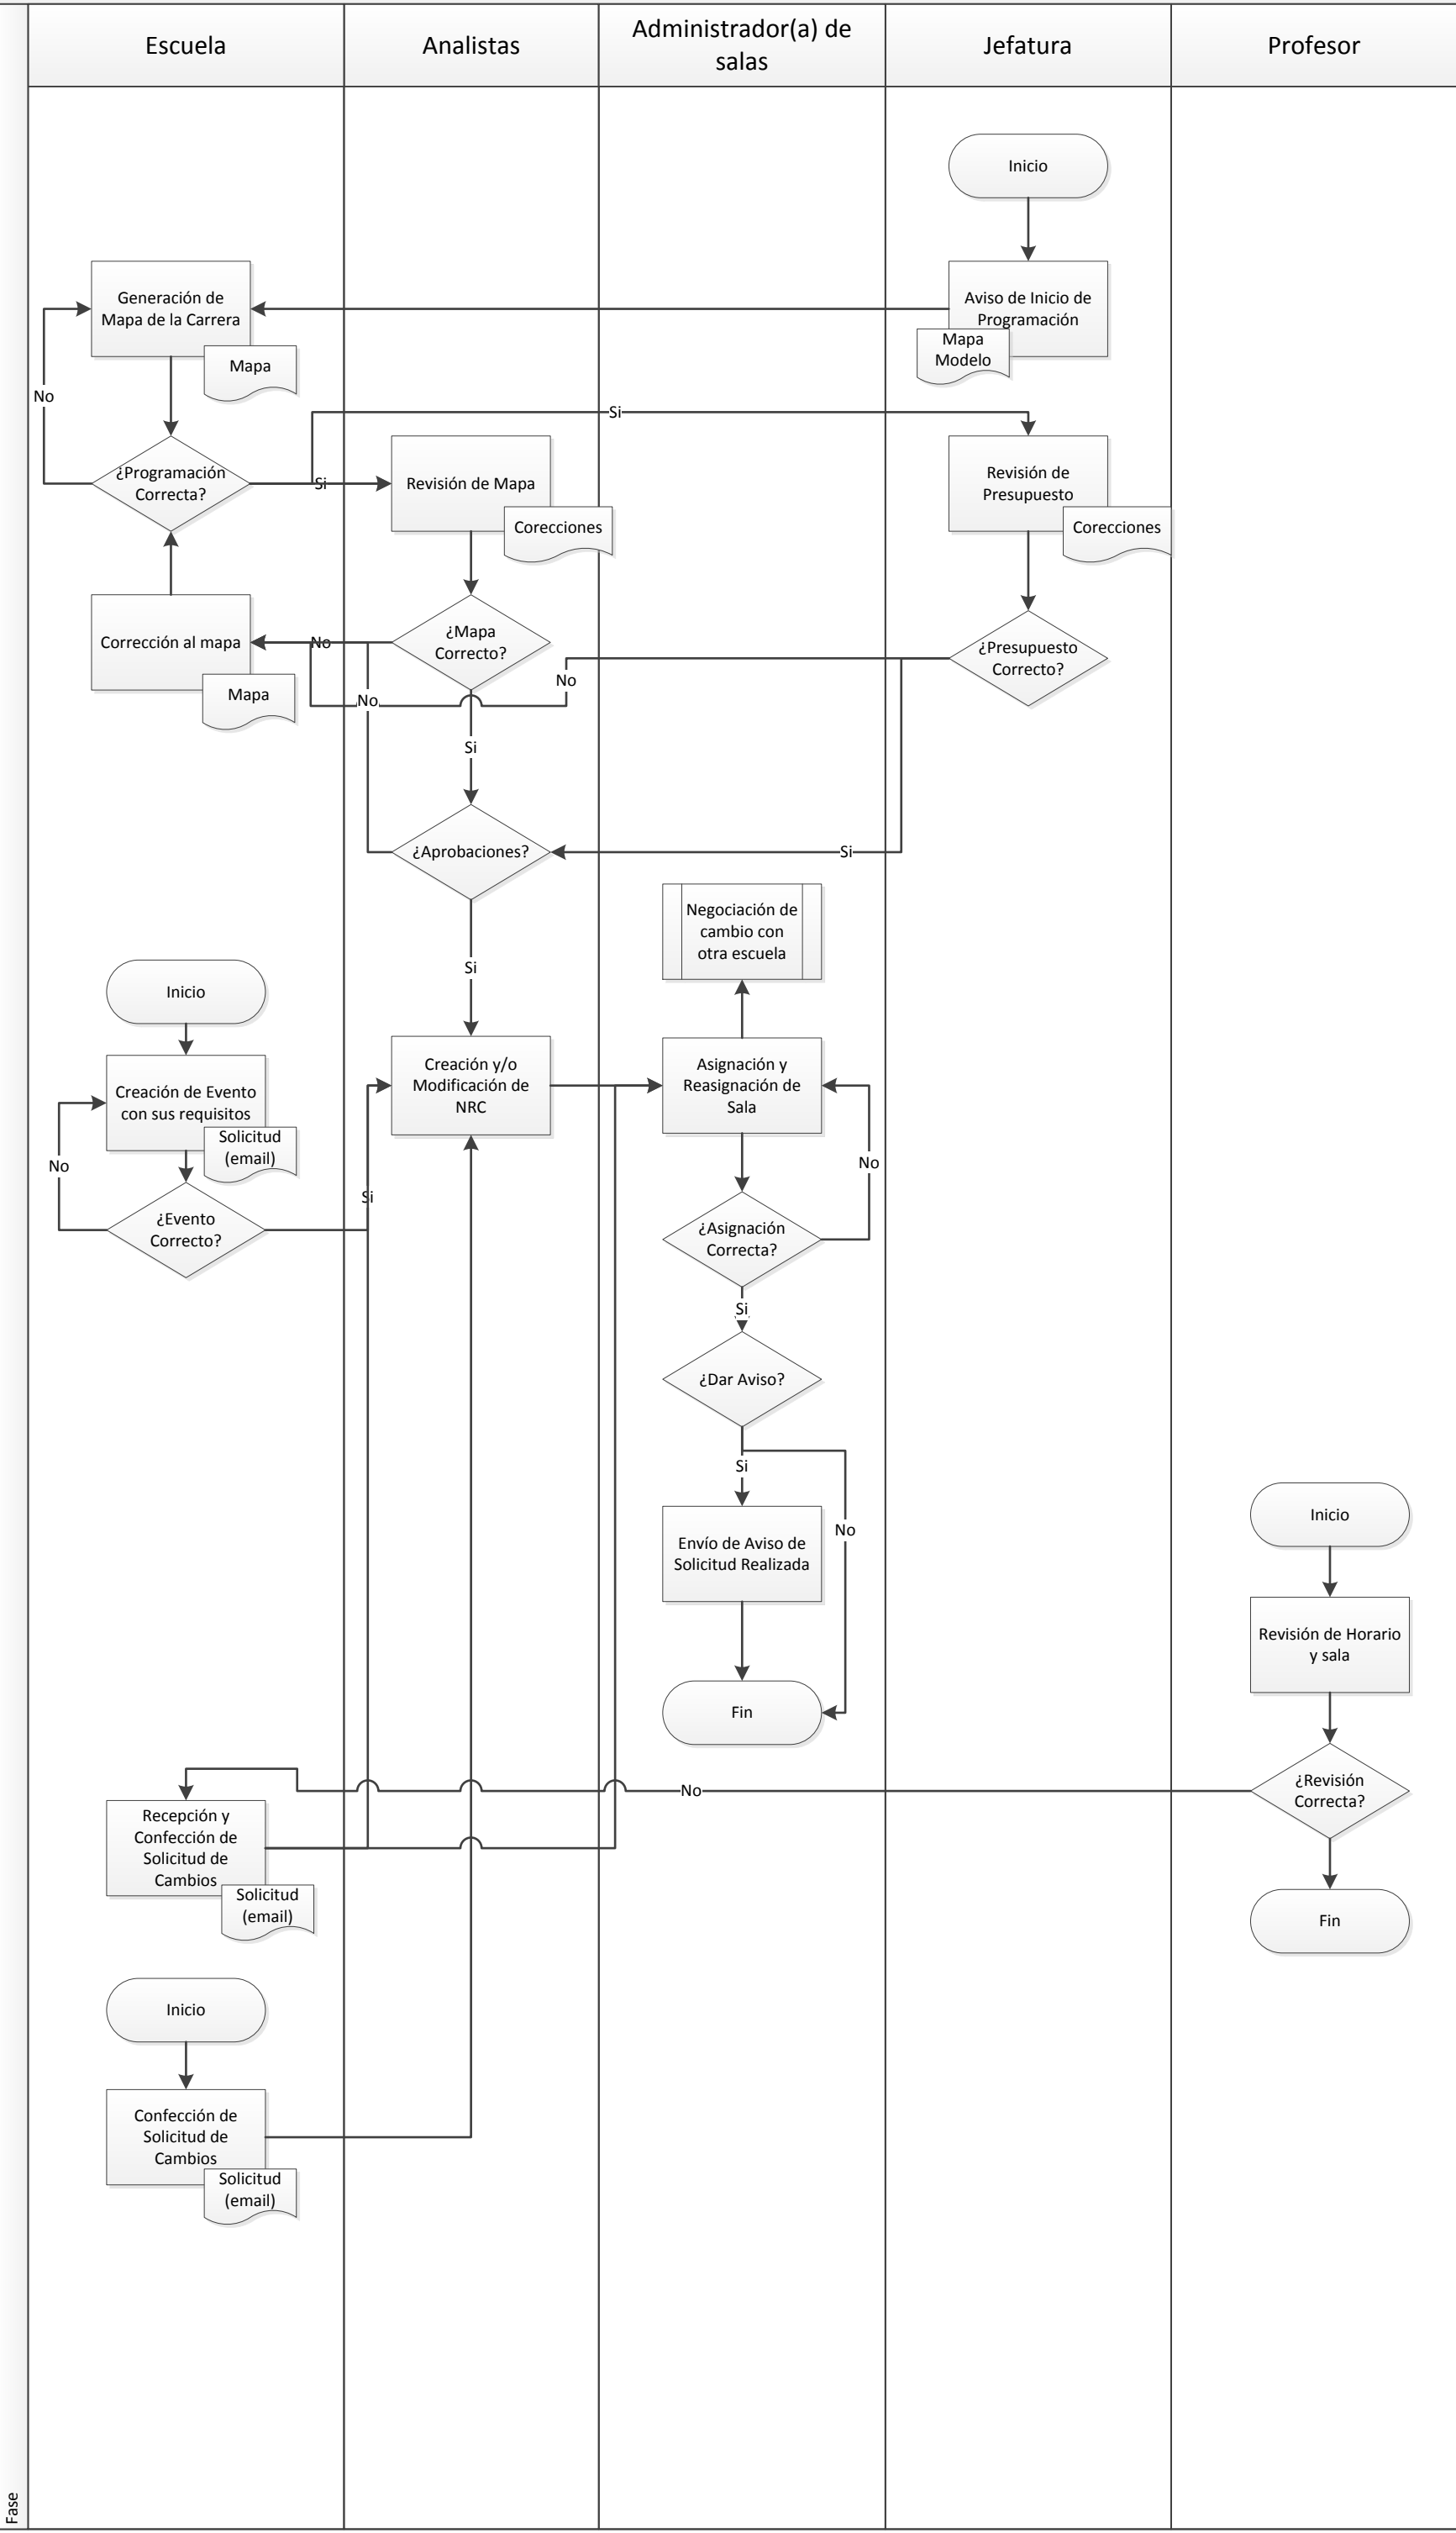 Escuela
Analistas
Administrador(a) de
salas
Jefatura
Profesor
Inicio
Generación de
Mapa de la Carrera
Mapa
Aviso de Inicio de
Programación
Mapa
Modelo
No
Si
¿Programación
Correcta?
Si
Revisión de Mapa
Corecciones
Revisión de
Presupuesto
Corecciones
Corrección al mapa
Mapa
No
¿Mapa
Correcto?
No
No
¿Presupuesto
Correcto?
Si
¿Aprobaciones?
Si
Negociación de
cambio con
otra escuela
Si
Inicio
Creación de Evento
con sus requisitos
Solicitud
(email)
No
¿Evento
Correcto?
Si
Creación y/o
Modificación de
NRC
Asignación y
Reasignación de
Sala
No
¿Asignación
Correcta?
Si
¿Dar Aviso?
Si
No
Envío de Aviso de
Solicitud Realizada
Fin
Inicio
Revisión de Horario
y sala
¿Revisión
Correcta?
No
Fin
Recepción y
Confección de
Solicitud de
Cambios
Solicitud
(email)
Inicio
Confección de
Solicitud de
Cambios
Solicitud
(email)
Fase